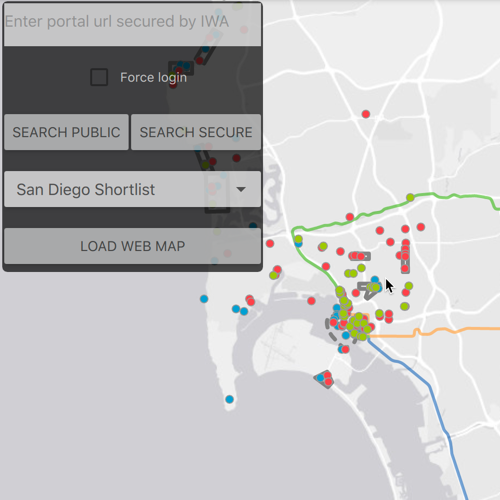 Enter portal url secured by IWA
Force login
SEARCH PUBLIC
SEARCH SECURE
San Diego Shortlist
LOAD WEB MAP